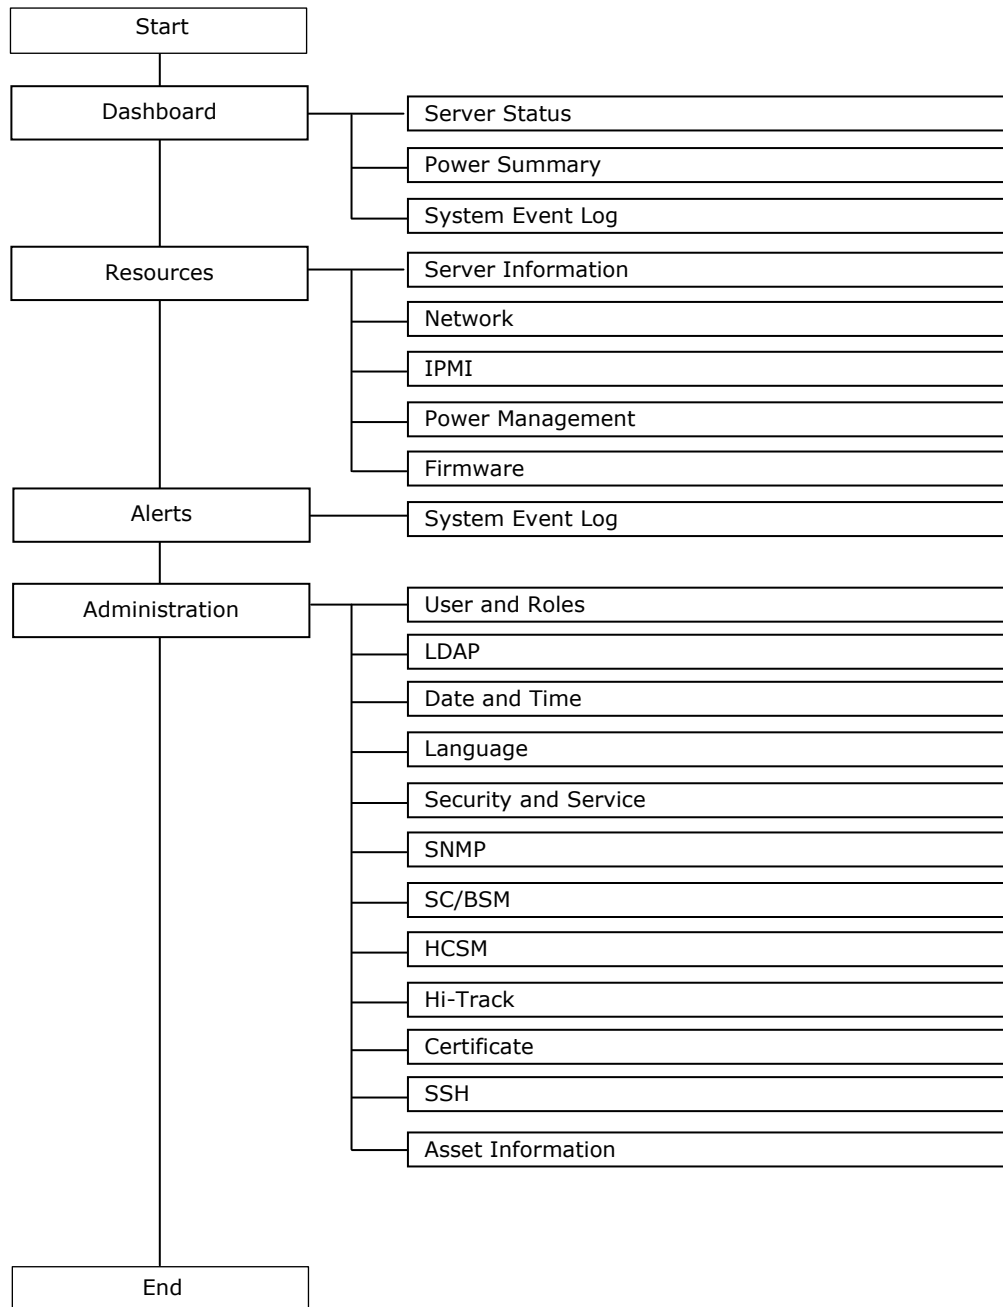 Start
Dashboard
Server Status
Power Summary
System Event Log
Resources
Server Information
Network
IPMI
Power Management
Firmware
Alerts
System Event Log
Administration
User and Roles
LDAP
Date and Time
Language
Security and Service
SNMP
SC/BSM
HCSM
Hi-Track
Certificate
SSH
Asset Information
End